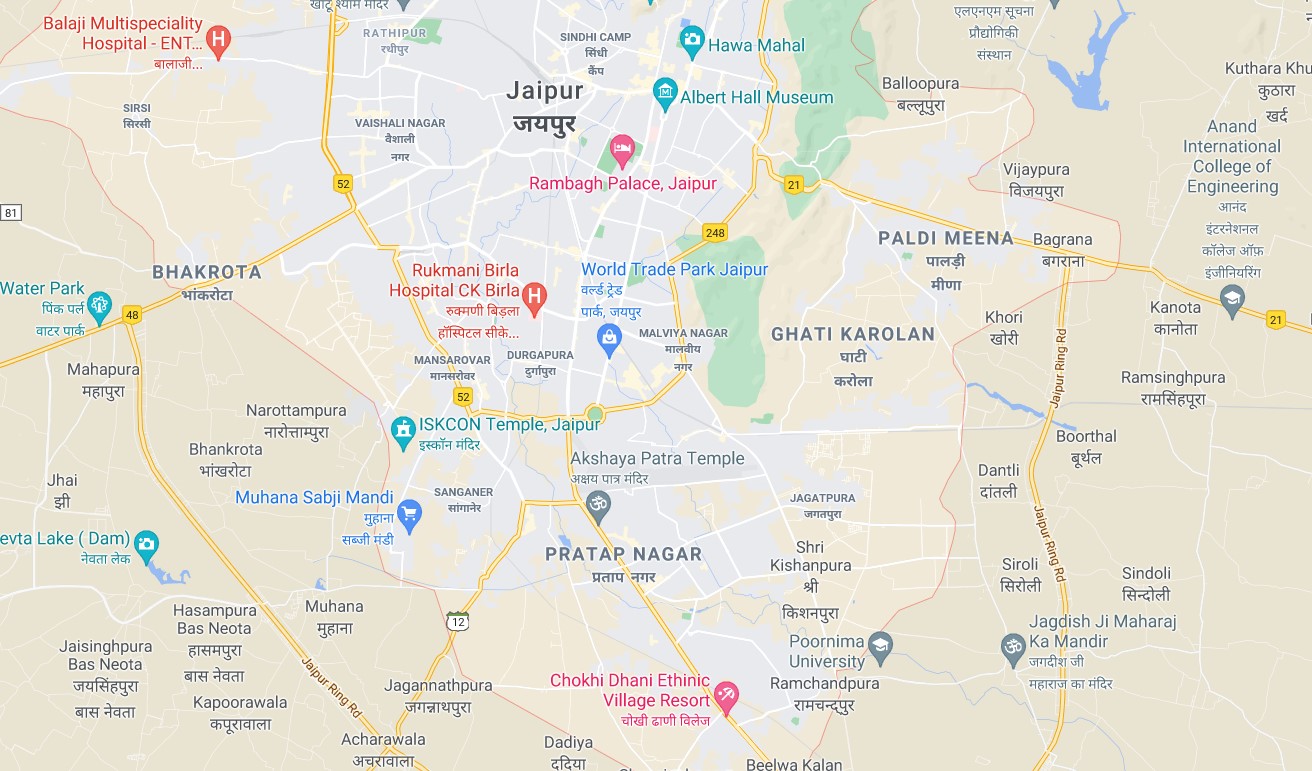 खाटू श्याम मंदिर
Balaji Multispeciality
Hospital - ENT...
बालाजी...
RATHIPUR
रथीपुर
SINDHI CAMP
सिंधी
कैंप
Hawa Mahal
एलएनएम सूचना
प्रौद्योगिकी
संस्थान
Balloopura
बल्लूपुरा
Kuthara Khu
कुठारा
खर्द
SIRSI
सिरसी
Jaipur
जयपुर
Albert Hall Museum
VAISHALI NAGAR
वैशाली
नगर
Anand
International
College of
Engineering
आनंद
इंटरनेशनल
कॉलेज ऑफ़
इंजीनियरिंग
Rambagh Palace, Jaipur
Vijaypura
विजयपुरा
52
21
81
248
PALDI MEENA
पालड़ी
मीणा
Bagrana
बगराना
BHAKROTA
भांकरोटा
Rukmani Birla
Hospital CK Birla
रुक्मणी बिड़ला
हॉस्पिटल सीके...
World Trade Park Jaipur
वर्ल्ड ट्रेड
पार्क, जयपुर
Water Park
पिंक पर्ल
वाटर पार्क
48
Kanota
कानोता
21
Khori
खोरी
GHATI KAROLAN
घाटी
करोला
MALVIYA NAGAR
मालवीय
नगर
MANSAROVAR
मानसरोवर
DURGAPURA
दुर्गापुरा
Mahapura
महापुरा
Jaipur Ring Rd
Ramsinghpura
रामसिंहपूरा
52
Narottampura
नारोत्ताम्पुरा
ISKCON Temple, Jaipur
इस्कॉन मंदिर
Bhankrota
भांखरोटा
Boorthal
बूर्थल
Akshaya Patra Temple
अक्षय पात्र मंदिर
Jhai
झी
Dantli
दांतली
Muhana Sabji Mandi
मुहाना
सब्जी मंडी
SANGANER
सांगानेर
JAGATPURA
जगतपुरा
Jaipur Ring Rd
evta Lake ( Dam)
नेवता लेक
PRATAP NAGAR
प्रताप नगर
Shri
Kishanpura
श्री
किशनपुरा
Siroli
सिरोली
Sindoli
सिन्दोली
Hasampura
Bas Neota
हासमपुरा
बास नेवता
Muhana
मुहाना
12
Jaisinghpura
Bas Neota
जयसिंहपुरा
बास नेवता
Poornima
University
Jagdish Ji Maharaj
Ka Mandir
जगदीश जी
महाराज का मंदिर
Jaipur Ring Rd
Jagannathpura
जगन्नाथपुरा
Chokhi Dhani Ethinic
Village Resort
चोखी ढाणी विलेज
Ramchandpura
रामचन्द्पुर
Kapoorawala
कपूरावाला
Acharawala
अचरावाला
Dadiya
ददिया
Beelwa Kalan